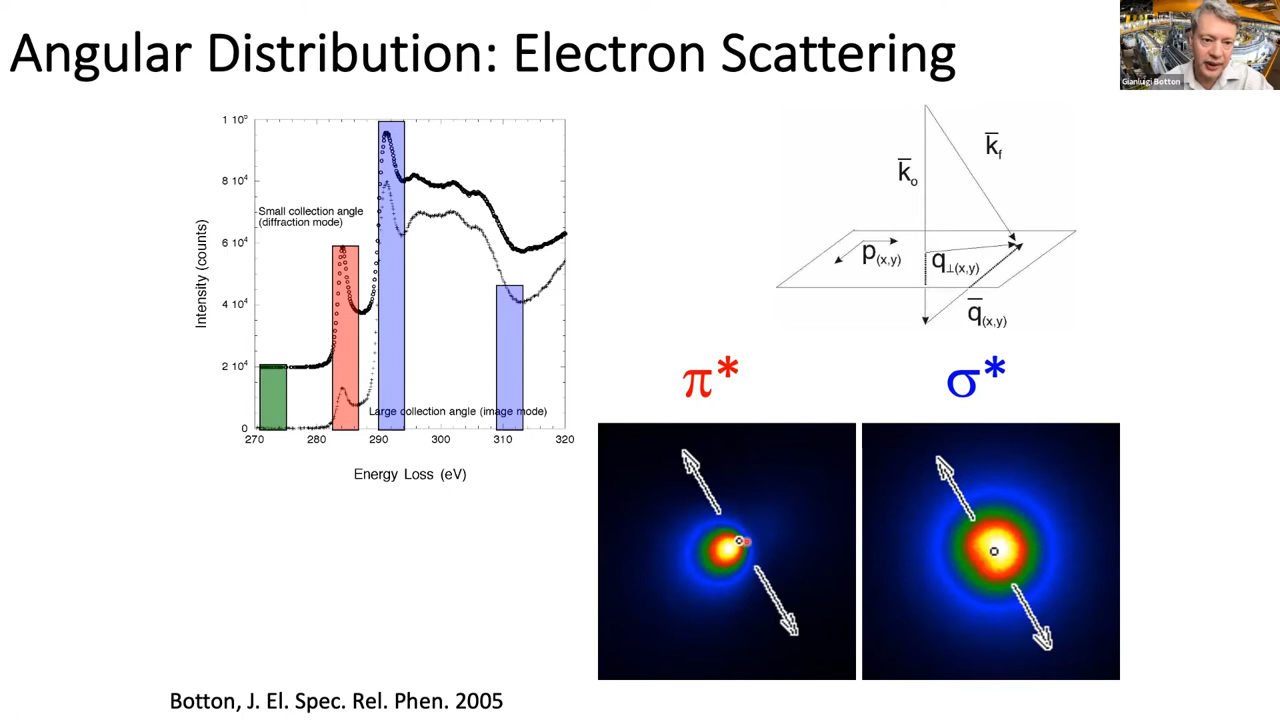 Angular Distribution: Electron Scattering
Gianluigi Botton
1 10⁵
8 10⁴
6 10⁴
4 10⁴
2 10⁴
0
Intensity (counts)
Small collection angle
(diffraction mode)
Large collection angle (image mode)
270 280 290 300 310 320
Energy Loss (eV)
k̅o
k̅f
p(x,y)
q⊥(x,y)
q̅(x,y)
π*
σ*
Botton, J. El. Spec. Rel. Phen. 2005